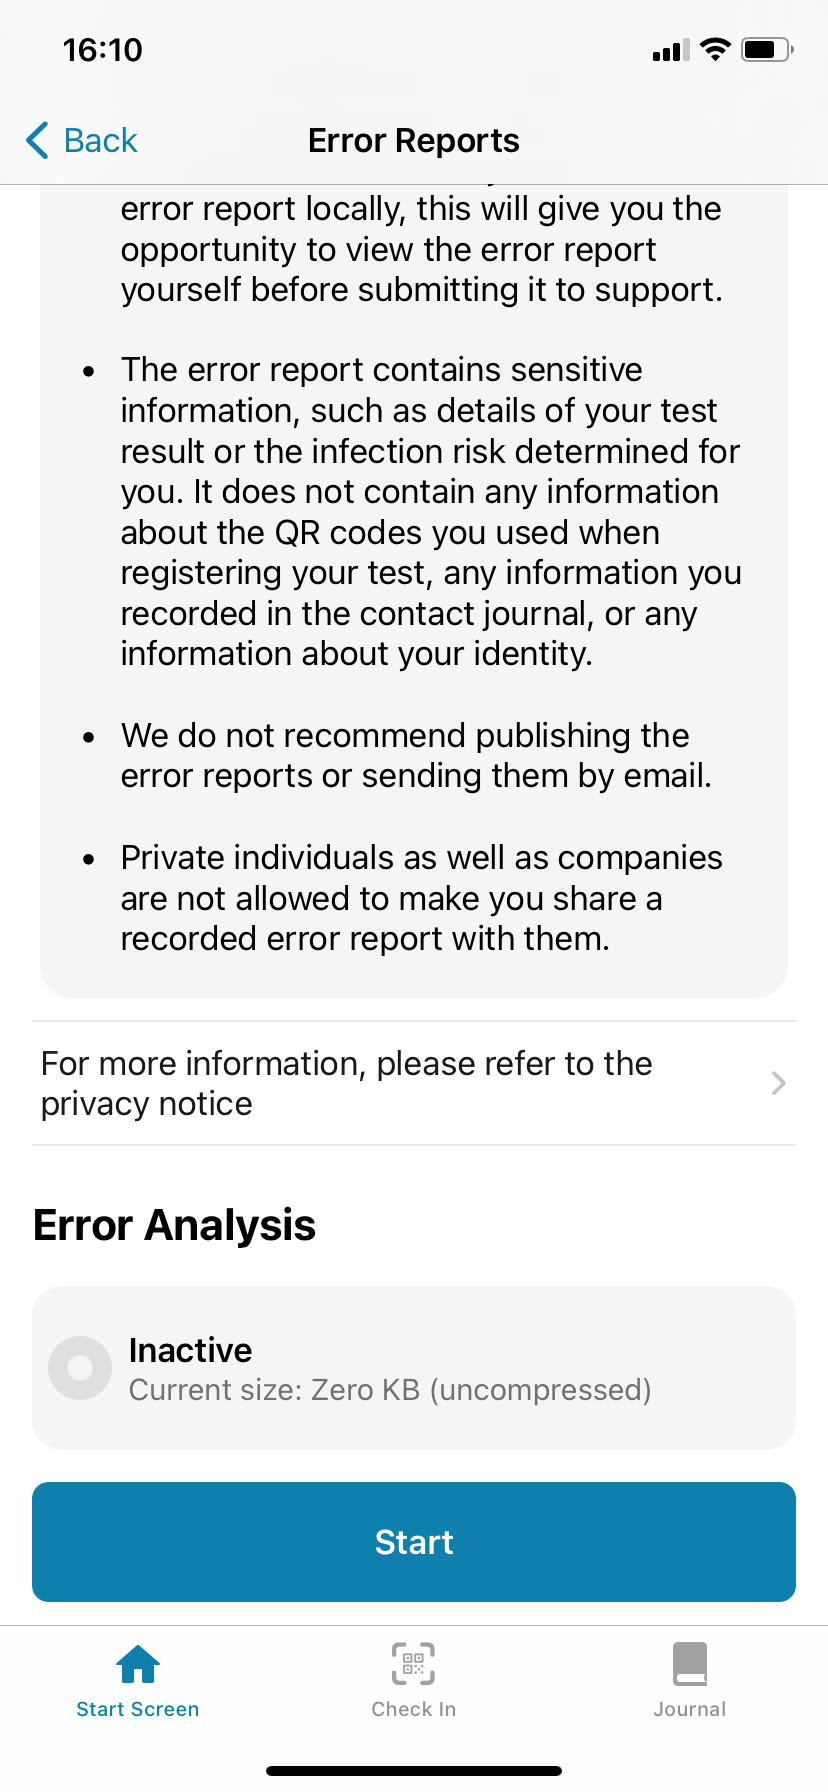 16:10
Back
Error Reports
error report locally, this will give you the
opportunity to view the error report
yourself before submitting it to support.
• The error report contains sensitive
information, such as details of your test
result or the infection risk determined for
you. It does not contain any information
about the QR codes you used when
registering your test, any information you
recorded in the contact journal, or any
information about your identity.
• We do not recommend publishing the
error reports or sending them by email.
• Private individuals as well as companies
are not allowed to make you share a
recorded error report with them.
For more information, please refer to the
privacy notice
Error Analysis
Inactive
Current size: Zero KB (uncompressed)
Start
Start Screen
Check In
Journal